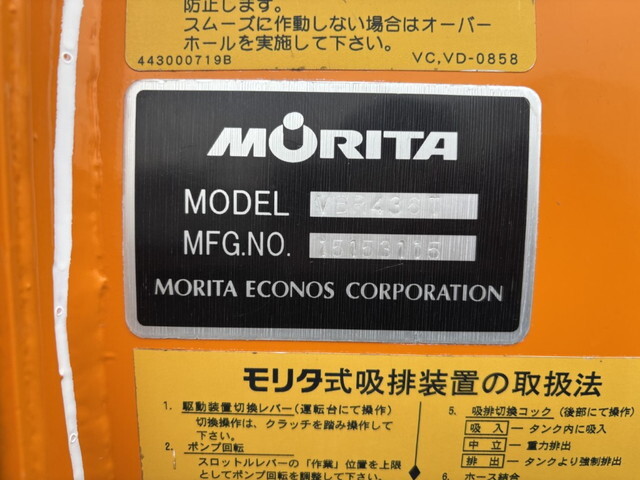 防止します。
スムーズに作動しない場合はオーバー
ホールを実施して下さい。
443000719B VC,VD-0858
MORITA
MODEL
MFG.NO. 15153115
MORITA ECONOS CORPORATION
モリタ式吸排装置の取扱法
1. 駆動装置切換レバー(運転台にて操作)
切換操作は、クラッチを踏み操作して
下さい。
2. ポンプ回転
スロットルレバーの「作業」位置を上限
としてポンプ回転を調整して下さい。
5. 吸排切換コック(後部にて操作)
吸入 ─ タンク内に吸入
中立 ─ 重力排出
排出 ─ タンクより強制排出
6. ホース結合